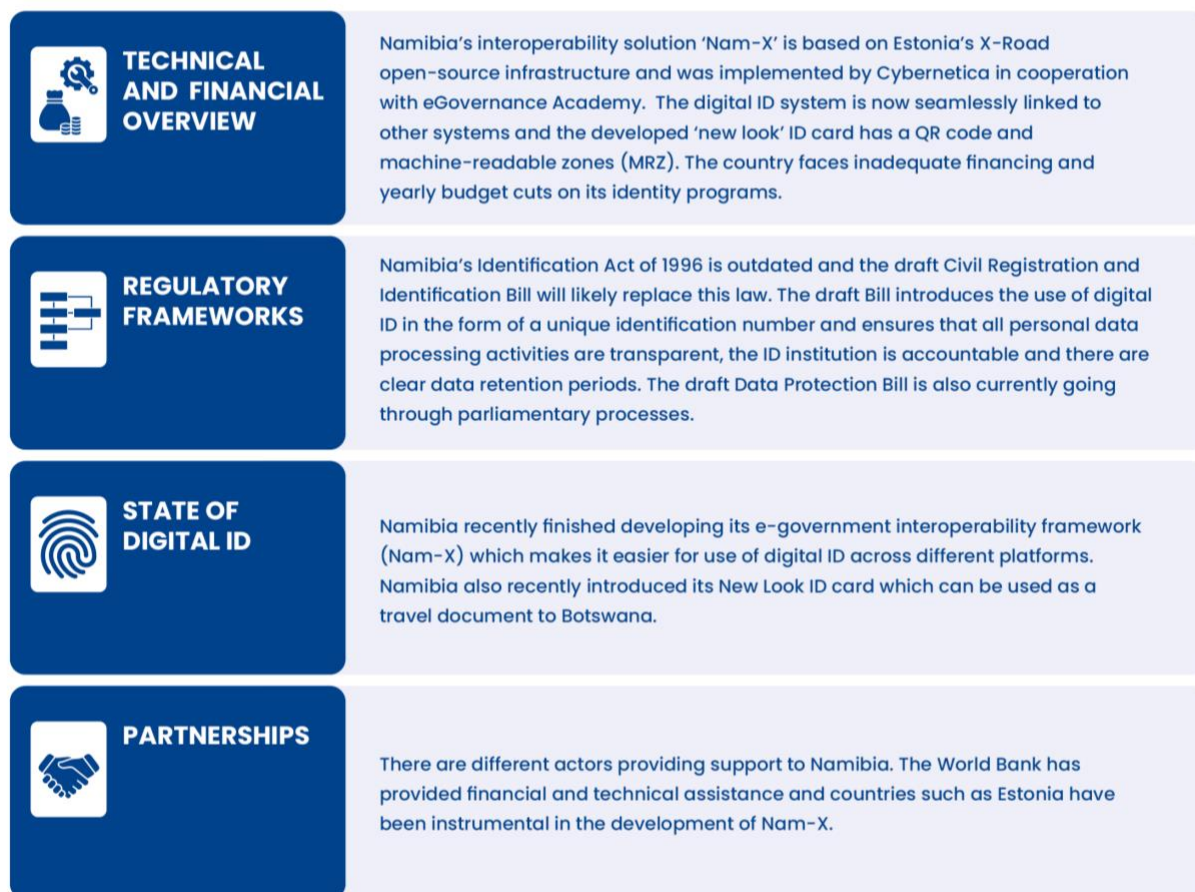 TECHNICAL
AND FINANCIAL
OVERVIEW
Namibia's interoperability solution 'Nam-X' is based on Estonia's X-Road
open-source infrastructure and was implemented by Cybernetica in cooperation
with eGovernance Academy. The digital ID system is now seamlessly linked to
other systems and the developed 'new look' ID card has a QR code and
machine-readable zones (MRZ). The country faces inadequate financing and
yearly budget cuts on its identity programs.
REGULATORY
FRAMEWORKS
Namibia's Identification Act of 1996 is outdated and the draft Civil Registration and
Identification Bill will likely replace this law. The draft Bill introduces the use of digital
ID in the form of a unique identification number and ensures that all personal data
processing activities are transparent, the ID institution is accountable and there are
clear data retention periods. The draft Data Protection Bill is also currently going
through parliamentary processes.
STATE OF
DIGITAL ID
Namibia recently finished developing its e-government interoperability framework
(Nam-X) which makes it easier for use of digital ID across different platforms.
Namibia also recently introduced its New Look ID card which can be used as a
travel document to Botswana.
PARTNERSHIPS
There are different actors providing support to Namibia. The World Bank has
provided financial and technical assistance and countries such as Estonia have
been instrumental in the development of Nam-X.